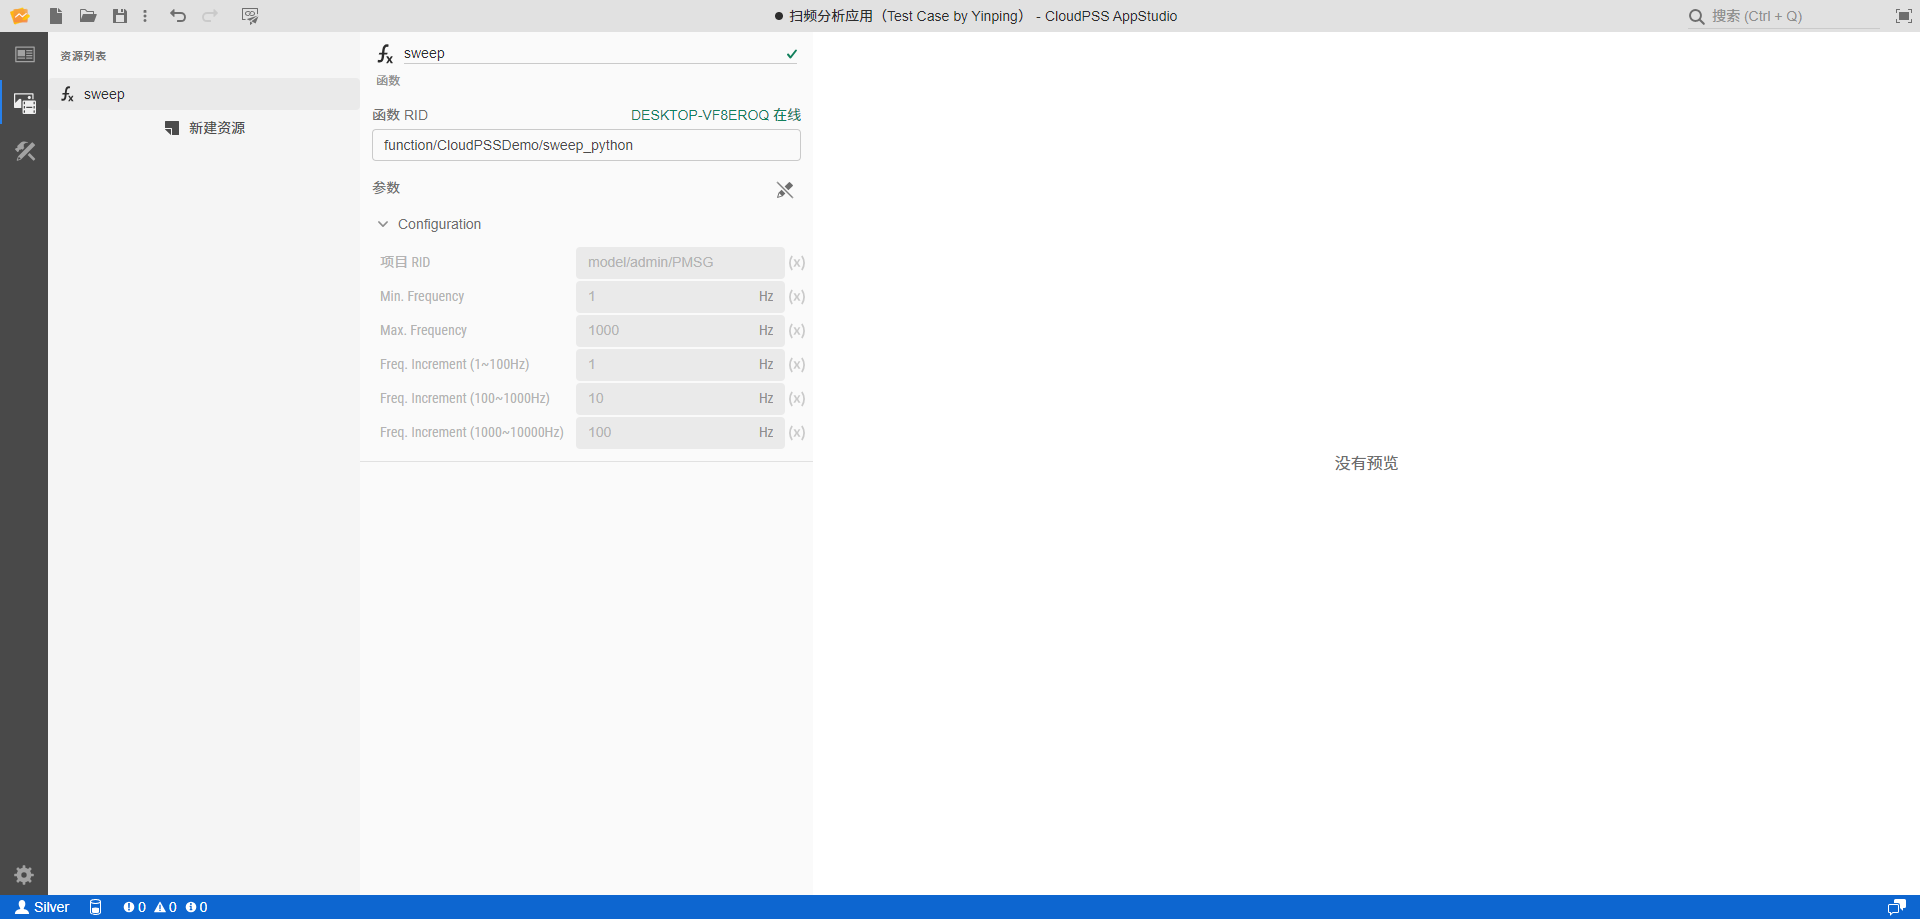 ● 扫频分析应用（Test Case by Yinping） - CloudPSS AppStudio
搜索 (Ctrl + Q)
资源列表
sweep
新建资源
sweep
函数
函数 RID
DESKTOP-VF8EROQ 在线
function/CloudPSSDemo/sweep_python
参数
Configuration
项目 RID
model/admin/PMSG
(x)
Min. Frequency
1 Hz
(x)
Max. Frequency
1000 Hz
(x)
Freq. Increment (1~100Hz)
1 Hz
(x)
Freq. Increment (100~1000Hz)
10 Hz
(x)
Freq. Increment (1000~10000Hz)
100 Hz
(x)
没有预览
Silver
0 0 0